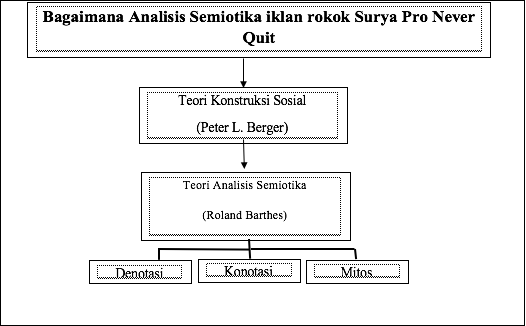 Bagaimana Analisis Semiotika iklan rokok Surya Pro Never
Quit
Teori Konstruksi Sosial
(Peter L. Berger)
Teori Analisis Semiotika
(Roland Barthes)
Denotasi
Konotasi
Mitos